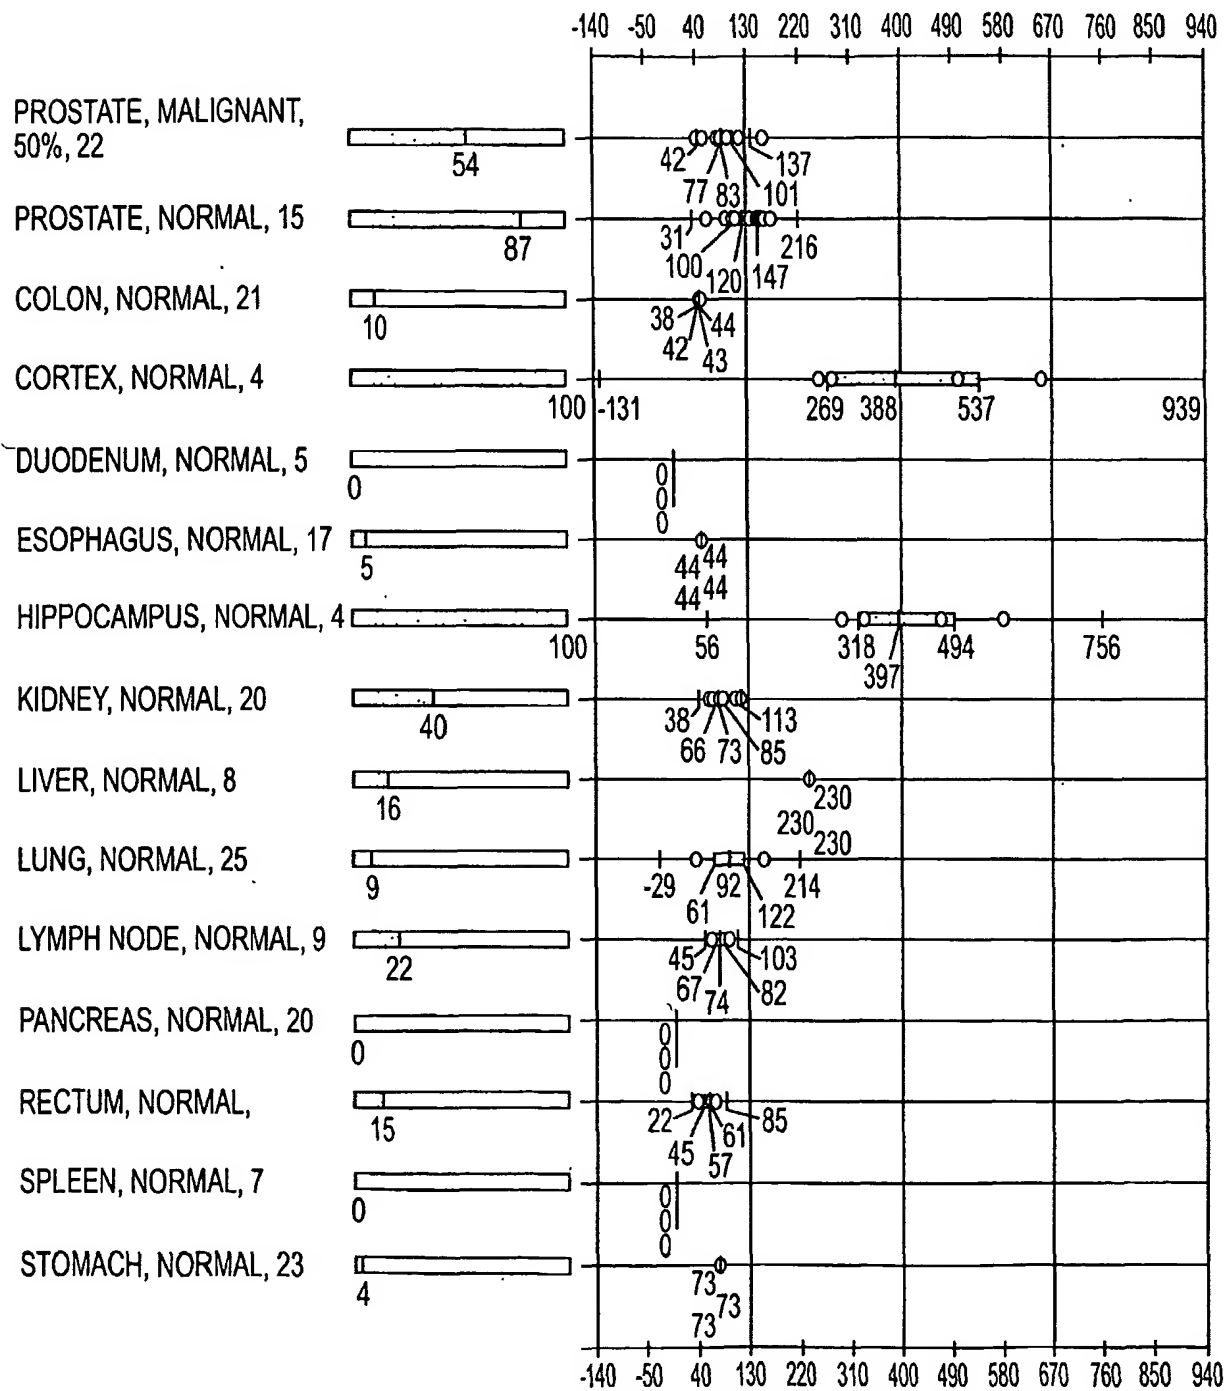 -140 -50 40 130 220 310 400 490 580 670 760 850 940
PROSTATE, MALIGNANT,
50%, 22
54
42 137
77 83 101
PROSTATE, NORMAL, 15
87
31 216
100 120 147
COLON, NORMAL, 21
10
38 44
42 43
CORTEX, NORMAL, 4
100 -131 269 388 537 939
DUODENUM, NORMAL, 5
0
0
0
0
ESOPHAGUS, NORMAL, 17
5
44 44
44 44
HIPPOCAMPUS, NORMAL, 4
100 56 318 494 756
397
KIDNEY, NORMAL, 20
40
38 113
66 73 85
LIVER, NORMAL, 8
16
230
230 230
LUNG, NORMAL, 25
9
-29 92 214
61 122
LYMPH NODE, NORMAL, 9
22
45 103
67 74 82
PANCREAS, NORMAL, 20
0
0
0
0
RECTUM, NORMAL,
15
22 61 85
45 57
SPLEEN, NORMAL, 7
0
0
0
0
STOMACH, NORMAL, 23
4
73
73
73
-140 -50 40 130 220 310 400 490 580 670 760 850 940